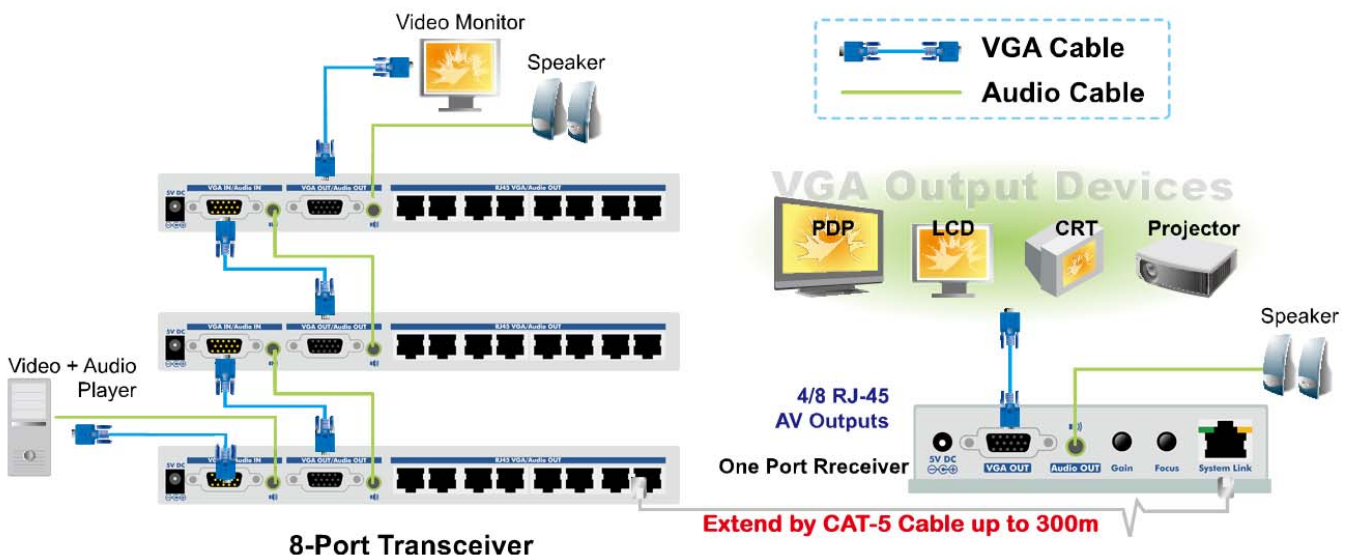 Video Monitor
Speaker
VGA Cable
Audio Cable
5V DC
VGA IN/Audio IN
VGA OUT/Audio OUT
RJ45 VGA/Audio OUT
VGA Output Devices
PDP
LCD
CRT
Projector
5V DC
VGA IN/Audio IN
VGA OUT/Audio OUT
RJ45 VGA/Audio OUT
Speaker
Video + Audio
Player
4/8 RJ-45
AV Outputs
5V DC
VGA IN/Audio IN
VGA OUT/Audio OUT
RJ45 VGA/Audio OUT
One Port Rreceiver
5V DC
VGA OUT
Audio OUT
Gain
Focus
System Link
Extend by CAT-5 Cable up to 300m
8-Port Transceiver